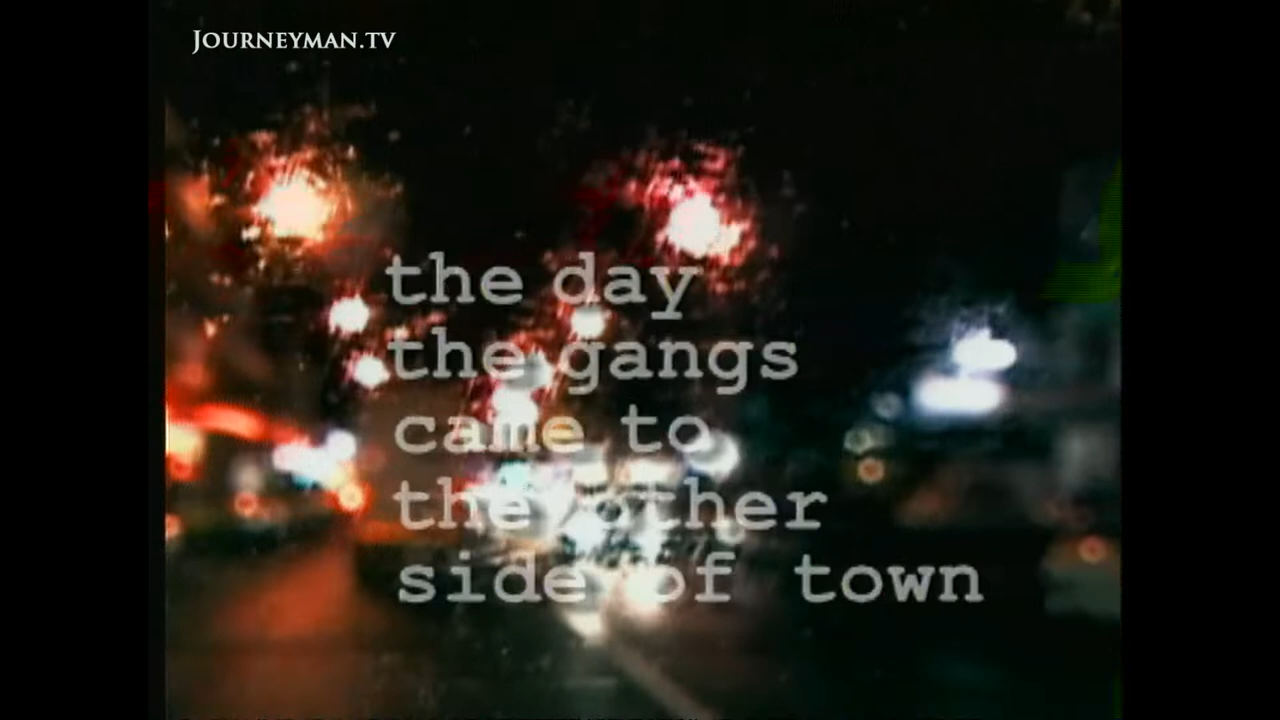 JOURNEYMAN.TV
the day
the gangs
came to
the other
side of town